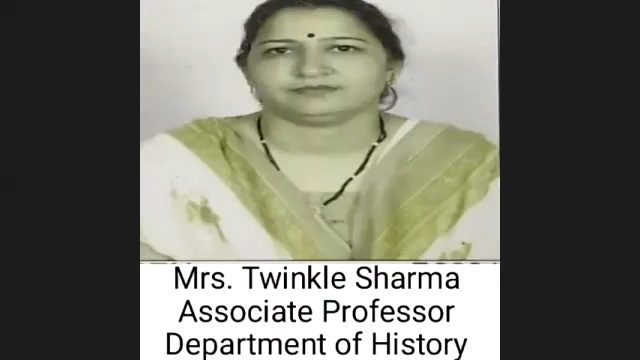 Mrs. Twinkle Sharma
Associate Professor
Department of History